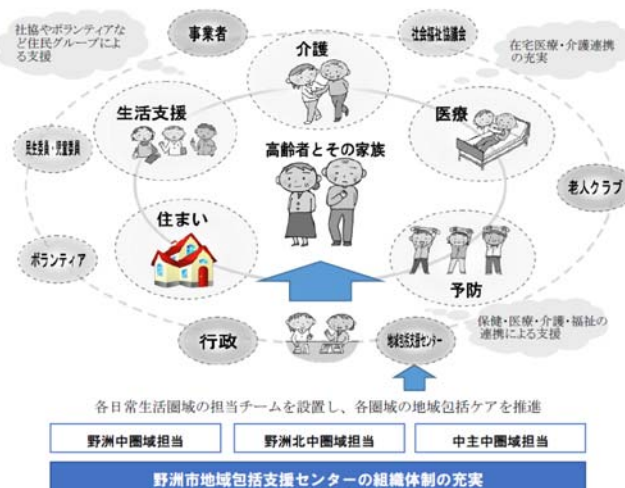 社協やボランティアな
ど住民グループによ
る支援
事業者
社会福祉協議会
在宅医療・介護連携
の充実
介護
生活支援
医療
民生委員・児童委員
高齢者とその家族
老人クラブ
住まい
ボランティア
予防
保健・医療・介護・福祉の
連携による支援
行政
地域包括支援センター
各日常生活圏域の担当チームを設置し、各圏域の地域包括ケアを推進
野洲中圏域担当
野洲北中圏域担当
中主中圏域担当
野洲市地域包括支援センターの組織体制の充実